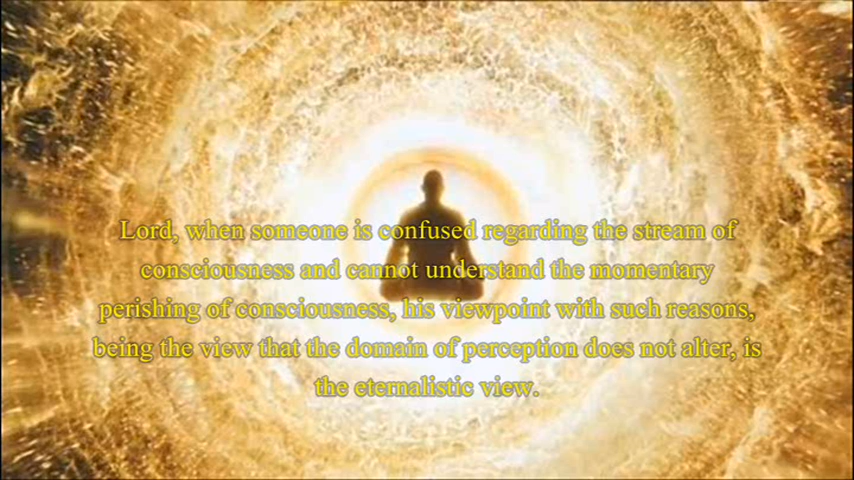 Lord, when someone is confused regarding the stream of
consciousness and cannot understand the momentary
perishing of consciousness, his viewpoint with such reasons,
being the view that the domain of perception does not alter, is
the eternalistic view.